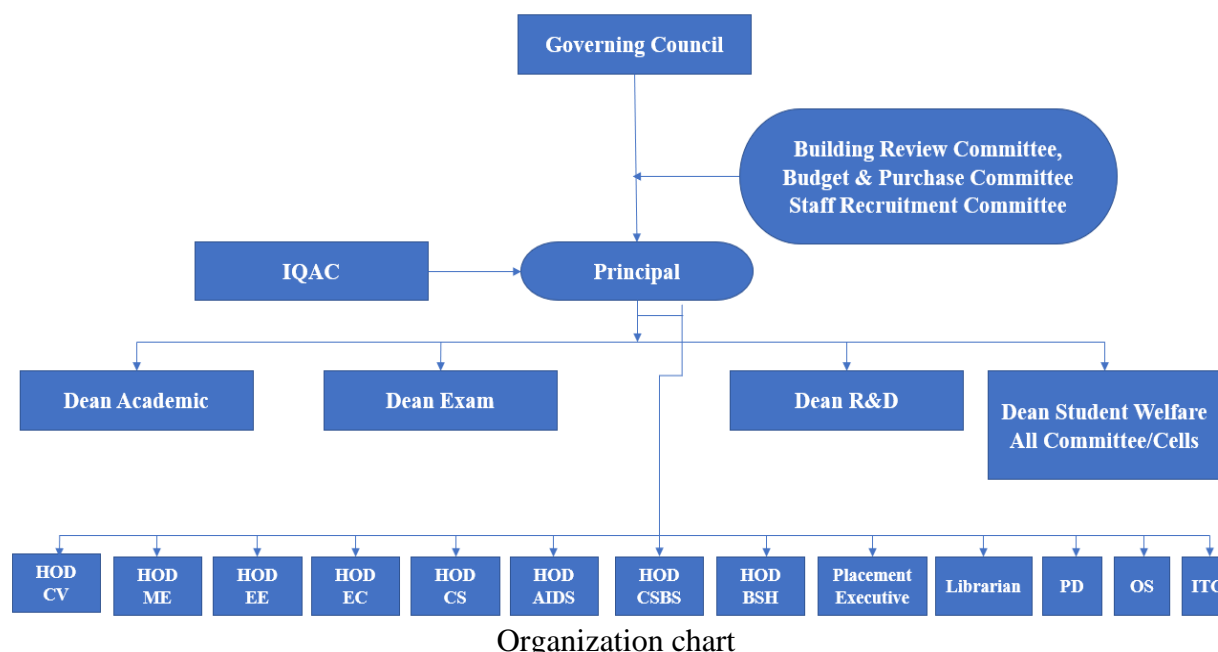 Governing Council
Building Review Committee,
Budget & Purchase Committee
Staff Recruitment Committee
IQAC
Principal
Dean Academic
Dean Exam
Dean R&D
Dean Student Welfare
All Committee/Cells
HOD
CV
HOD
ME
HOD
EE
HOD
EC
HOD
CS
HOD
AIDS
HOD
CSBS
HOD
BSH
Placement
Executive
Librarian
PD
OS
Organization chart